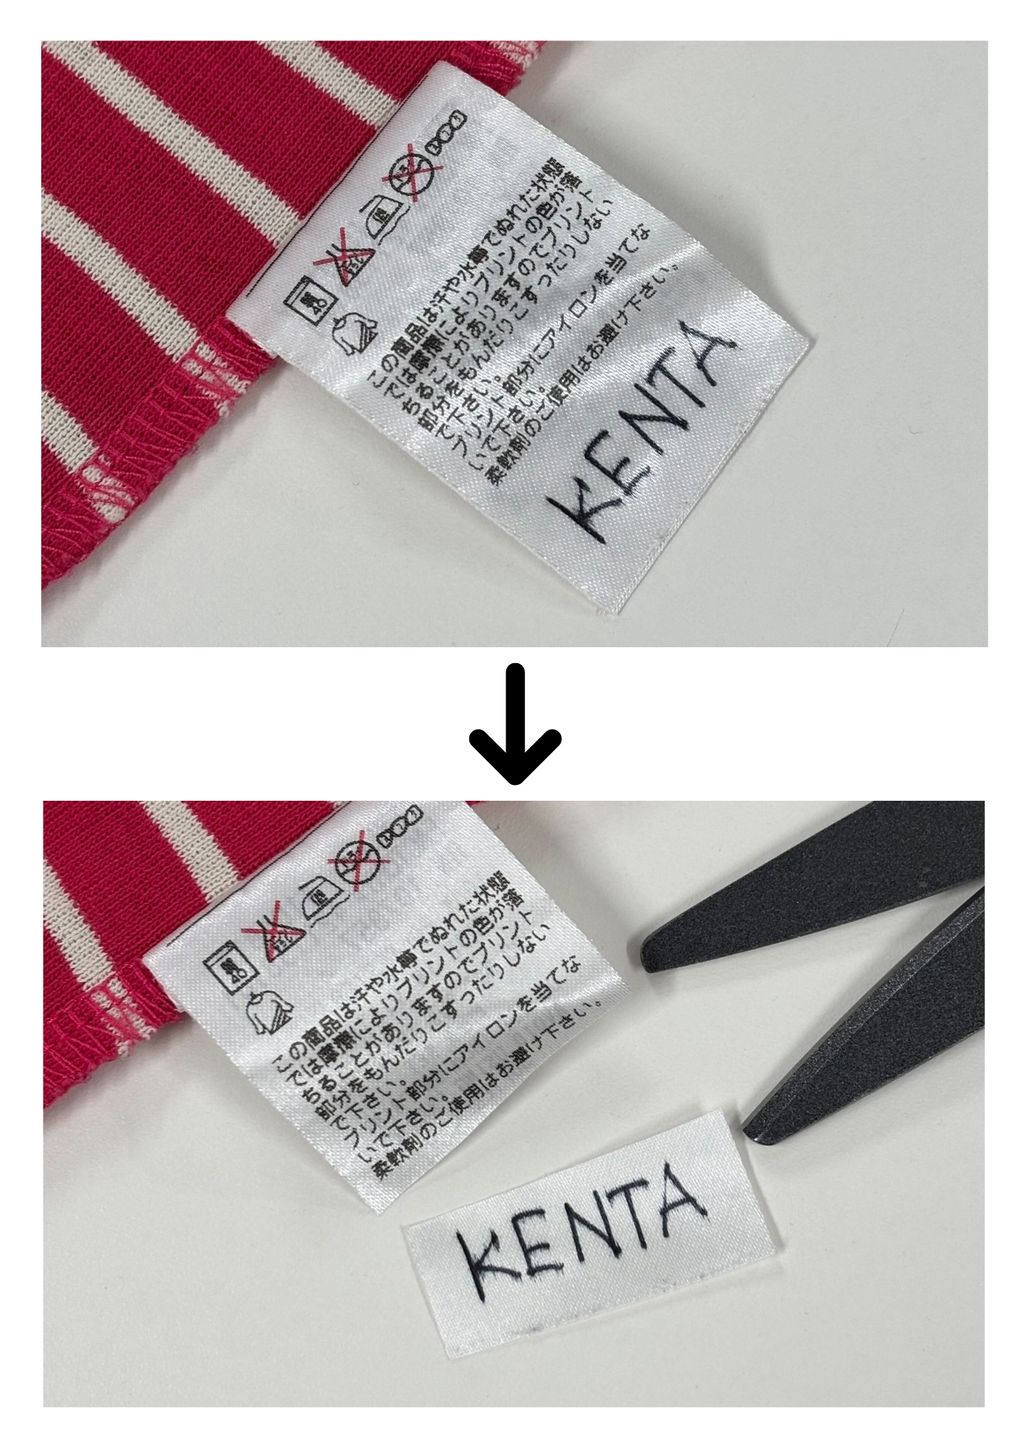 この商品は汗や水等でぬれた状態
では摩擦によりプリントの色が落
ちることがありますのでプリント
部分をもんだりこすったりしない
で下さい。
プリント部分にアイロンを当てな
いで下さい。
柔軟剤のご使用はお避け下さい。
KENTA
この商品は汗や水等でぬれた状態
では摩擦によりプリントの色が落
ちることがありますのでプリント
部分をもんだりこすったりしない
で下さい。
プリント部分にアイロンを当てな
いで下さい。
柔軟剤のご使用はお避け下さい。
KENTA